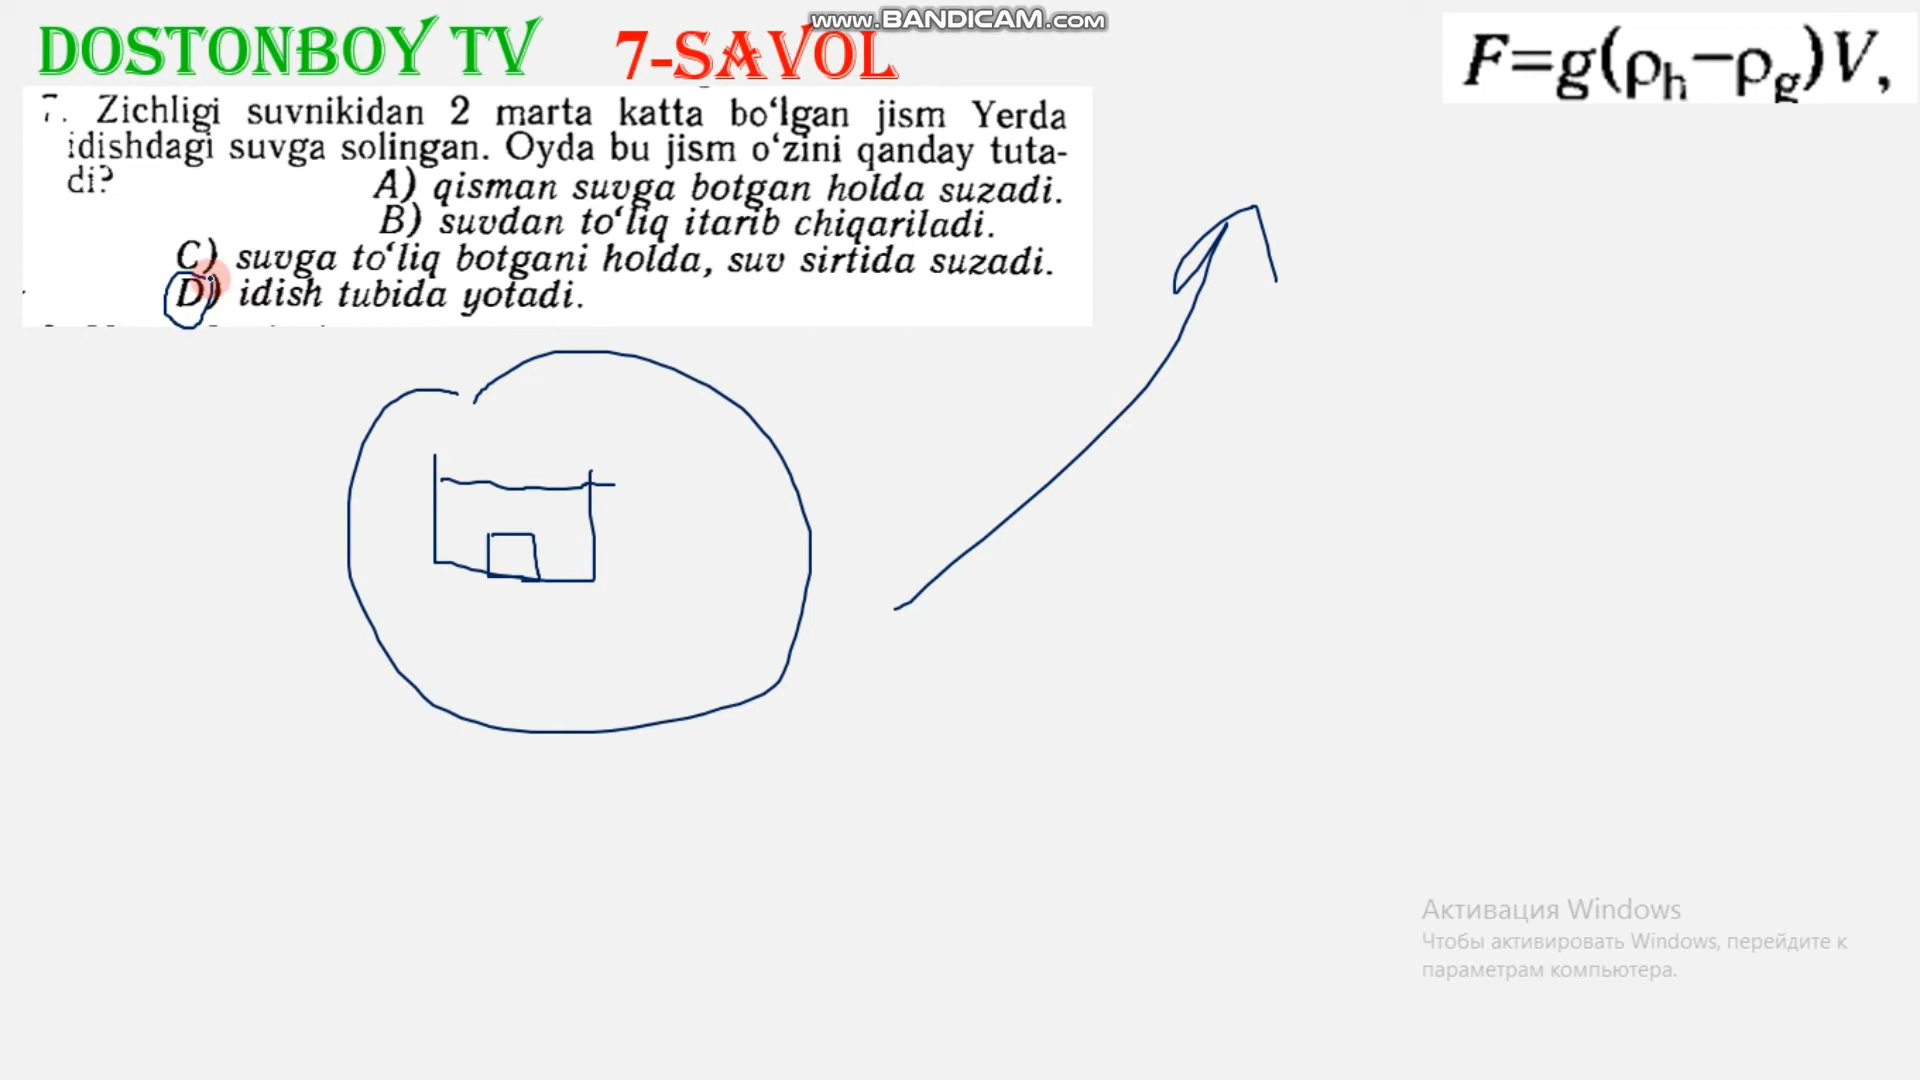 www.BANDICAM.com
DOSTONBOY TV 7-SAVOL
F=g(ρh−ρg)V,
7. Zichligi suvnikidan 2 marta katta bo‘lgan jism Yerda
idishdagi suvga solingan. Oyda bu jism o‘zini qanday tuta-
di? A) qisman suvga botgan holda suzadi.
B) suvdan to‘liq itarib chiqariladi.
C) suvga to‘liq botgani holda, suv sirtida suzadi.
D) idish tubida yotadi.
Активация Windows
Чтобы активировать Windows, перейдите к
параметрам компьютера.